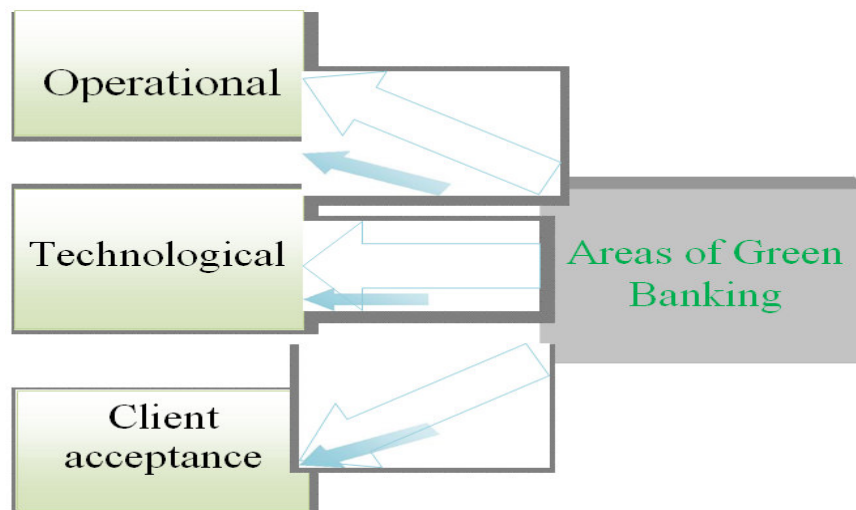 Operational
Technological
Areas of Green
Banking
Client
acceptance